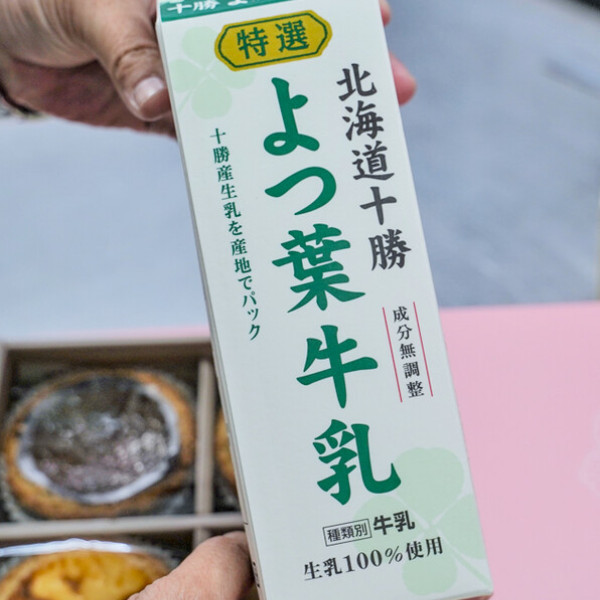 十勝 よ
特選
北海道十勝
よつ葉牛乳
十勝産生乳を産地でパック
成分無調整
種類別 牛乳
生乳100%使用